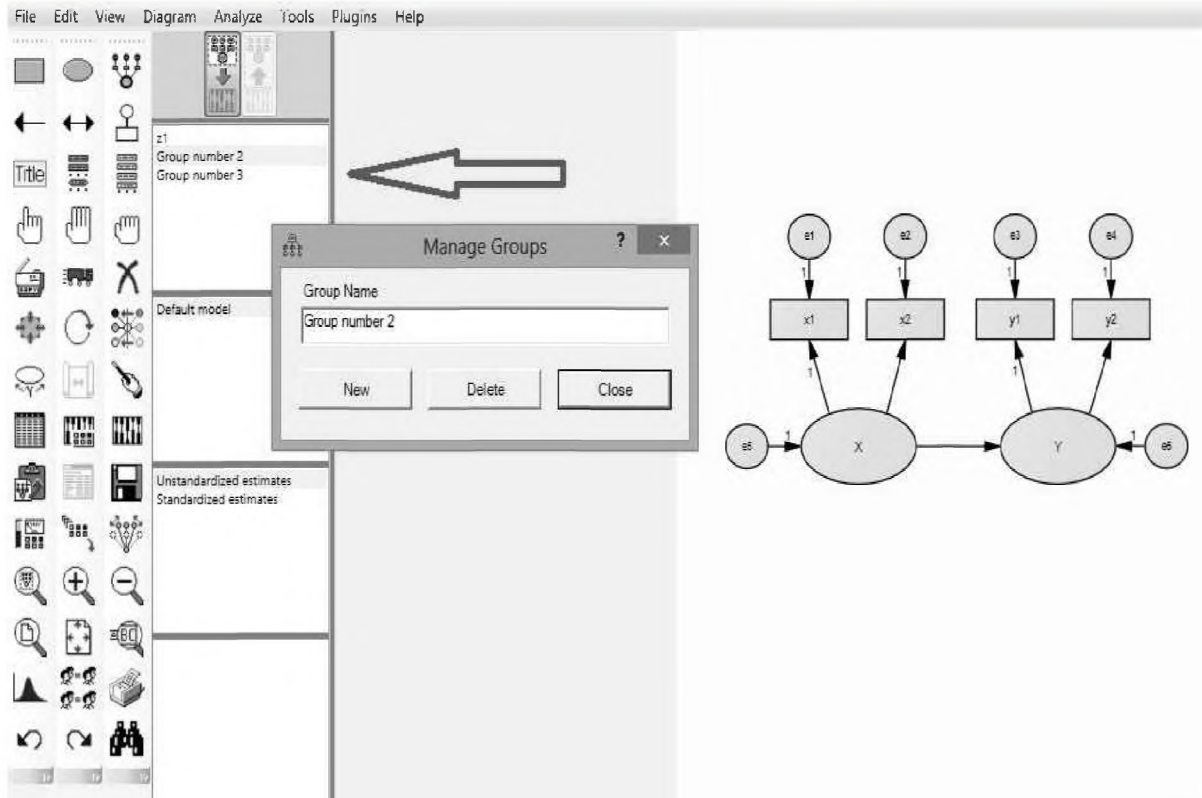 File Edit View Diagram Analyze Tools Plugins Help
Title
z1
Group number 2
Group number 3
Manage Groups ? x
Group Name
Group number 2
New Delete Close
Default model
Unstandardized estimates
Standardized estimates
e1 e2 e3 e4
1 1 1 1
x1 x2 y1 y2
1 1
e5 1 X Y 1 e6